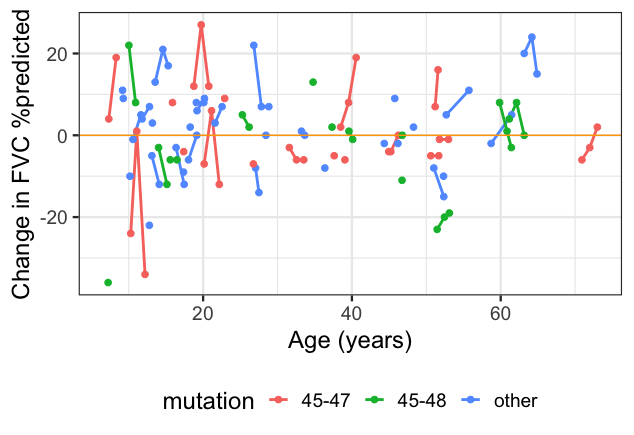 Change in FVC %predicted
20
0
-20
20 40 60
Age (years)
mutation 45-47 45-48 other